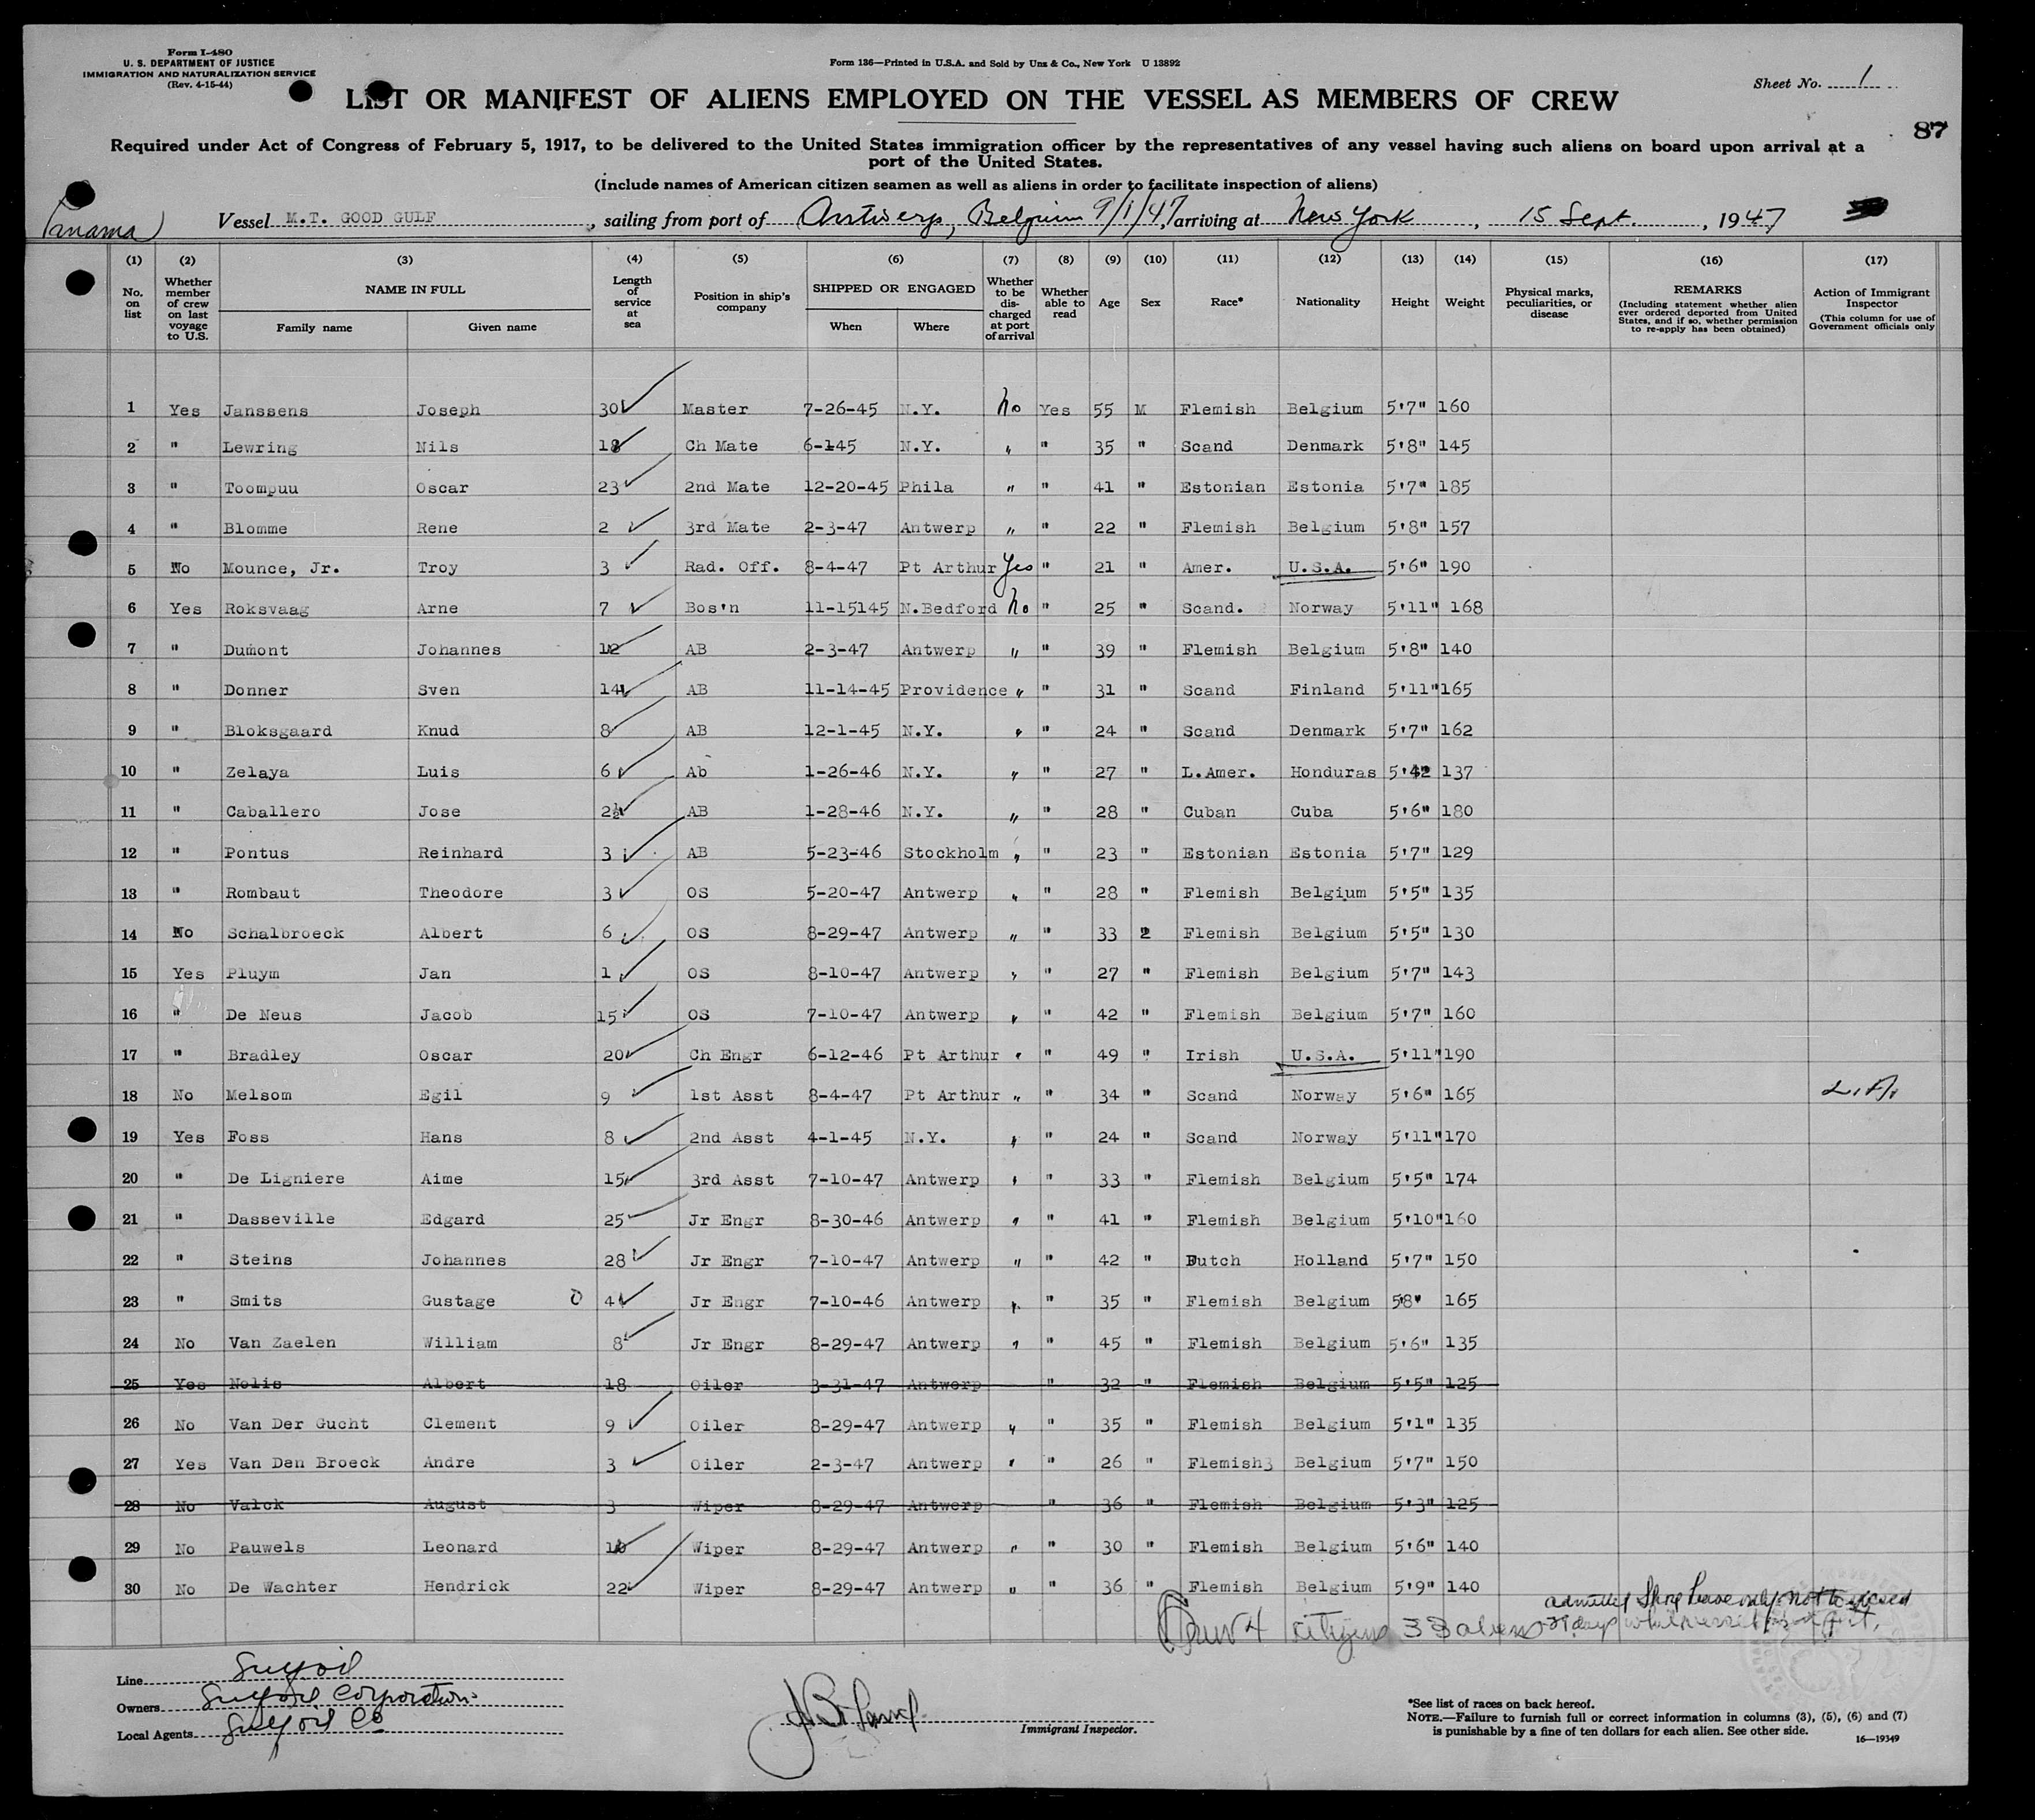 Form I-480
U. S. DEPARTMENT OF JUSTICE
IMMIGRATION AND NATURALIZATION SERVICE
(Rev. 4-15-44)
Form 136—Printed in U.S.A. and Sold by Unz & Co., New York U 13892
Sheet No. 1
LIST OR MANIFEST OF ALIENS EMPLOYED ON THE VESSEL AS MEMBERS OF CREW
87
Required under Act of Congress of February 5, 1917, to be delivered to the United States immigration officer by the representatives of any vessel having such aliens on board upon arrival at a
port of the United States.
(Include names of American citizen seamen as well as aliens in order to facilitate inspection of aliens)
Panama Vessel M.T. GOOD GULF, sailing from port of Antwerp, Belgium 9/1/47, arriving at New York, 15 Sept., 1947
(1) (2) (3) (4) (5) (6) (7) (8) (9) (10) (11) (12) (13) (14) (15) (16) (17)
No. on list
Whether member of crew on last voyage to U.S.
NAME IN FULL
Family name Given name
Length of service at sea
Position in ship's company
SHIPPED OR ENGAGED
When Where
Whether to be discharged at port of arrival
Whether able to read
Age Sex Race* Nationality Height Weight
Physical marks, peculiarities, or disease
REMARKS
(Including statement whether alien ever ordered deported from United States, and if so, whether permission to re-apply has been obtained)
Action of Immigrant Inspector
(This column for use of Government officials only
1 Yes Janssens Joseph 30 Master 7-26-45 N.Y. No Yes 55 M Flemish Belgium 5'7" 160
2 " Lewring Nils 18 Ch Mate 6-145 N.Y. " " 35 " Scand Denmark 5'8" 145
3 " Toompuu Oscar 23 2nd Mate 12-20-45 Phila " " 41 " Estonian Estonia 5'7" 185
4 " Blomme Rene 2 3rd Mate 2-3-47 Antwerp " " 22 " Flemish Belgium 5'8" 157
5 No Mounce, Jr. Troy 3 Rad. Off. 8-4-47 Pt Arthur Yes " 21 " Amer. U.S.A. 5'6" 190
6 Yes Roksvaag Arne 7 Bos'n 11-15145 N.Bedford No " 25 " Scand. Norway 5'11" 168
7 " Dumont Johannes 12 AB 2-3-47 Antwerp " " 39 " Flemish Belgium 5'8" 140
8 " Donner Sven 14 AB 11-14-45 Providence " " 31 " Scand Finland 5'11" 165
9 " Bloksgaard Knud 8 AB 12-1-45 N.Y. " " 24 " Scand Denmark 5'7" 162
10 " Zelaya Luis 6 Ab 1-26-46 N.Y. " " 27 " L.Amer. Honduras 5'42 137
11 " Caballero Jose 2½ AB 1-28-46 N.Y. " " 28 " Cuban Cuba 5'6" 180
12 " Pontus Reinhard 3 AB 5-23-46 Stockholm " " 23 " Estonian Estonia 5'7" 129
13 " Rombaut Theodore 3 OS 5-20-47 Antwerp " " 28 " Flemish Belgium 5'5" 135
14 No Schalbroeck Albert 6 OS 8-29-47 Antwerp " " 33 2 Flemish Belgium 5'5" 130
15 Yes Pluym Jan 1 OS 8-10-47 Antwerp " " 27 " Flemish Belgium 5'7" 143
16 " De Neus Jacob 15 OS 7-10-47 Antwerp " " 42 " Flemish Belgium 5'7" 160
17 " Bradley Oscar 20 Ch Engr 6-12-46 Pt Arthur " " 49 " Irish U.S.A. 5'11" 190
18 No Melsom Egil 9 1st Asst 8-4-47 Pt Arthur " " 34 " Scand Norway 5'6" 165
19 Yes Foss Hans 8 2nd Asst 4-1-45 N.Y. " " 24 " Scand Norway 5'11" 170
20 " De Ligniere Aime 15 3rd Asst 7-10-47 Antwerp " " 33 " Flemish Belgium 5'5" 174
21 " Dasseville Edgard 25 Jr Engr 8-30-46 Antwerp " " 41 " Flemish Belgium 5'10" 160
22 " Steins Johannes 28 Jr Engr 7-10-47 Antwerp " " 42 " Dutch Holland 5'7" 150
23 " Smits Gustage 4 Jr Engr 7-10-46 Antwerp " " 35 " Flemish Belgium 5'8" 165
24 No Van Zaelen William 8 Jr Engr 8-29-47 Antwerp " " 45 " Flemish Belgium 5'6" 135
25 Yes Nolis Albert 18 Oiler 3-31-47 Antwerp " 32 " Flemish Belgium 5'5" 125
26 No Van Der Gucht Clement 9 Oiler 8-29-47 Antwerp " " 35 " Flemish Belgium 5'1" 135
27 Yes Van Den Broeck Andre 3 Oiler 2-3-47 Antwerp " " 26 " Flemish3 Belgium 5'7" 150
28 No Valck August 3 Wiper 8-29-47 Antwerp " 36 " Flemish Belgium 5'3" 125
29 No Pauwels Leonard 10 Wiper 8-29-47 Antwerp " " 30 " Flemish Belgium 5'6" 140
30 No De Wachter Hendrick 22 Wiper 8-29-47 Antwerp " " 36 " Flemish Belgium 5'9" 140
admitted Shore Leave only not to exceed
4 citizens 33 aliens 29 days while vessel in port.
Line Gulfoil
Owners Gulfoil Corporation
Local Agents Gulfoil Co
Immigrant Inspector.
*See list of races on back hereof.
NOTE.—Failure to furnish full or correct information in columns (3), (5), (6) and (7)
is punishable by a fine of ten dollars for each alien. See other side.
16—19349